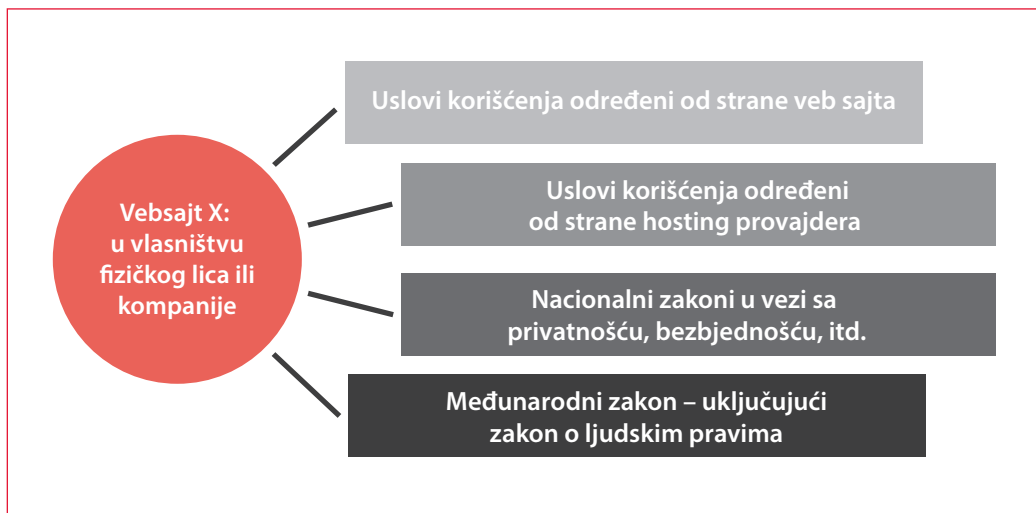 Uslovi korišćenja određeni od strane veb sajta
Uslovi korišćenja određeni
od strane hosting provajdera
Vebsajt X:
u vlasništvu
fizičkog lica ili
kompanije
Nacionalni zakoni u vezi sa
privatnošću, bezbjednošću, itd.
Međunarodni zakon – uključujući
zakon o ljudskim pravima